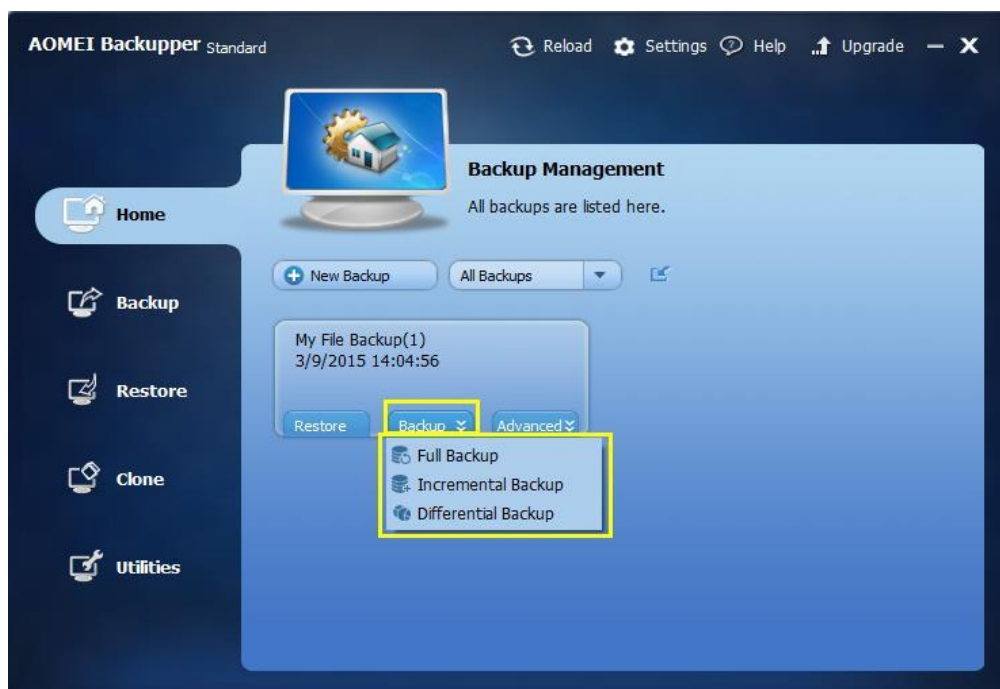 AOMEI Backupper Standard
Reload Settings Help Upgrade
Backup Management
All backups are listed here.
Home
New Backup All Backups
Backup
My File Backup(1)
3/9/2015 14:04:56
Restore
Restore Backup Advanced
Full Backup
Incremental Backup
Differential Backup
Clone
Utilities